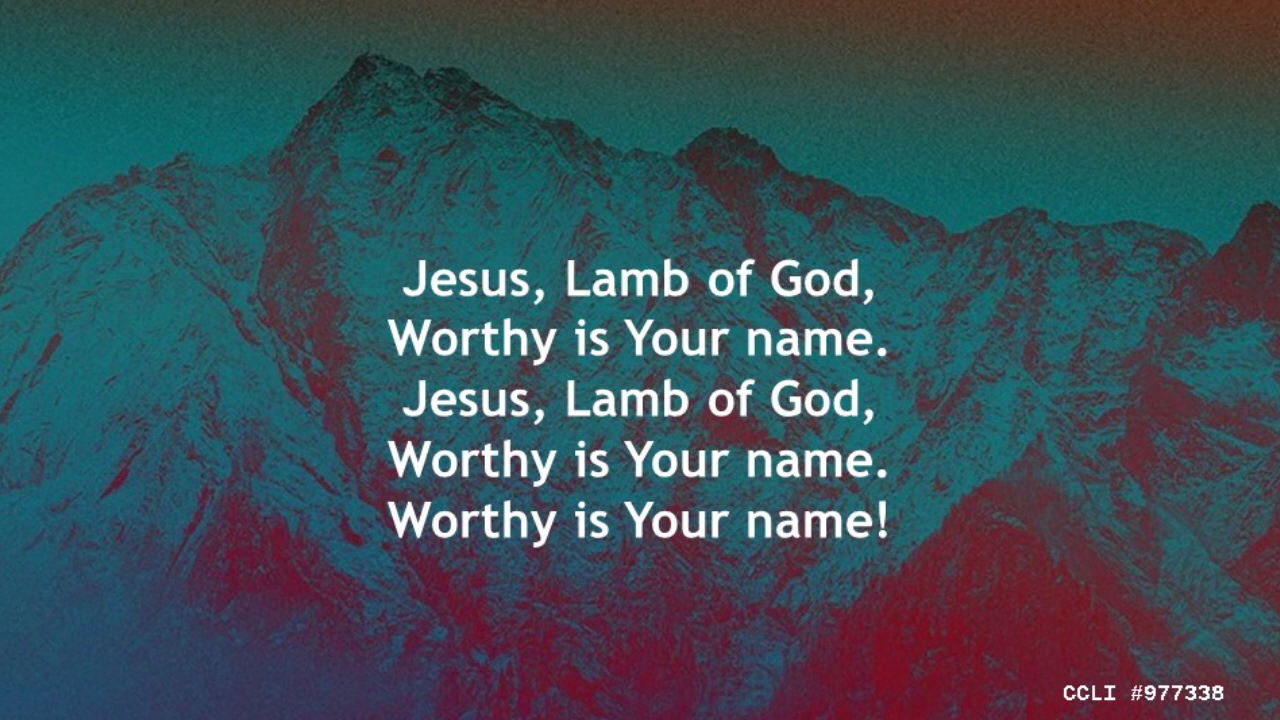 Jesus, Lamb of God,
Worthy is Your name.
Jesus, Lamb of God,
Worthy is Your name.
Worthy is Your name!
CCLI #977338